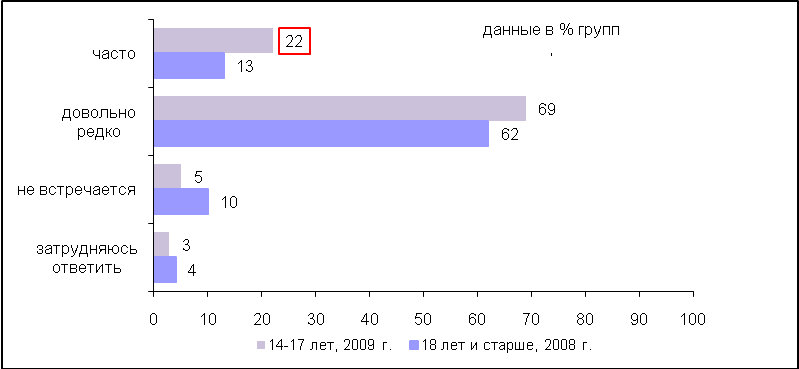 данные в % групп
часто
22
13
довольно
редко
69
62
не встречается
5
10
затрудняюсь
ответить
3
4
0 10 20 30 40 50 60 70 80 90 100
14-17 лет, 2009 г. 18 лет и старше, 2008 г.